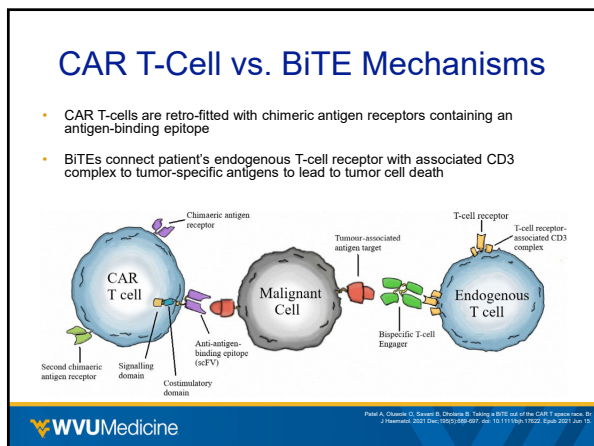 CAR T-Cell vs. BiTE Mechanisms
• CAR T-cells are retro-fitted with chimeric antigen receptors containing an
antigen-binding epitope
• BiTEs connect patient's endogenous T-cell receptor with associated CD3
complex to tumor-specific antigens to lead to tumor cell death
Chimaeric antigen
receptor
T-cell receptor
T-cell receptor-
associated CD3
complex
Tumour-associated
antigen target
CAR
T cell
Malignant
Cell
Endogenous
T cell
Anti-antigen-
binding epitope
(scFV)
Bispecific T-cell
Engager
Second chimaeric
antigen receptor
Signalling
domain
Costimulatory
domain
Patel A, Oluwole O, Savani B, Dholaria B. Taking a BiTE out of the CAR T space race. Br
J Haematol. 2021 Dec;195(5):689-697. doi: 10.1111/bjh.17622. Epub 2021 Jun 15.
WVUMedicine